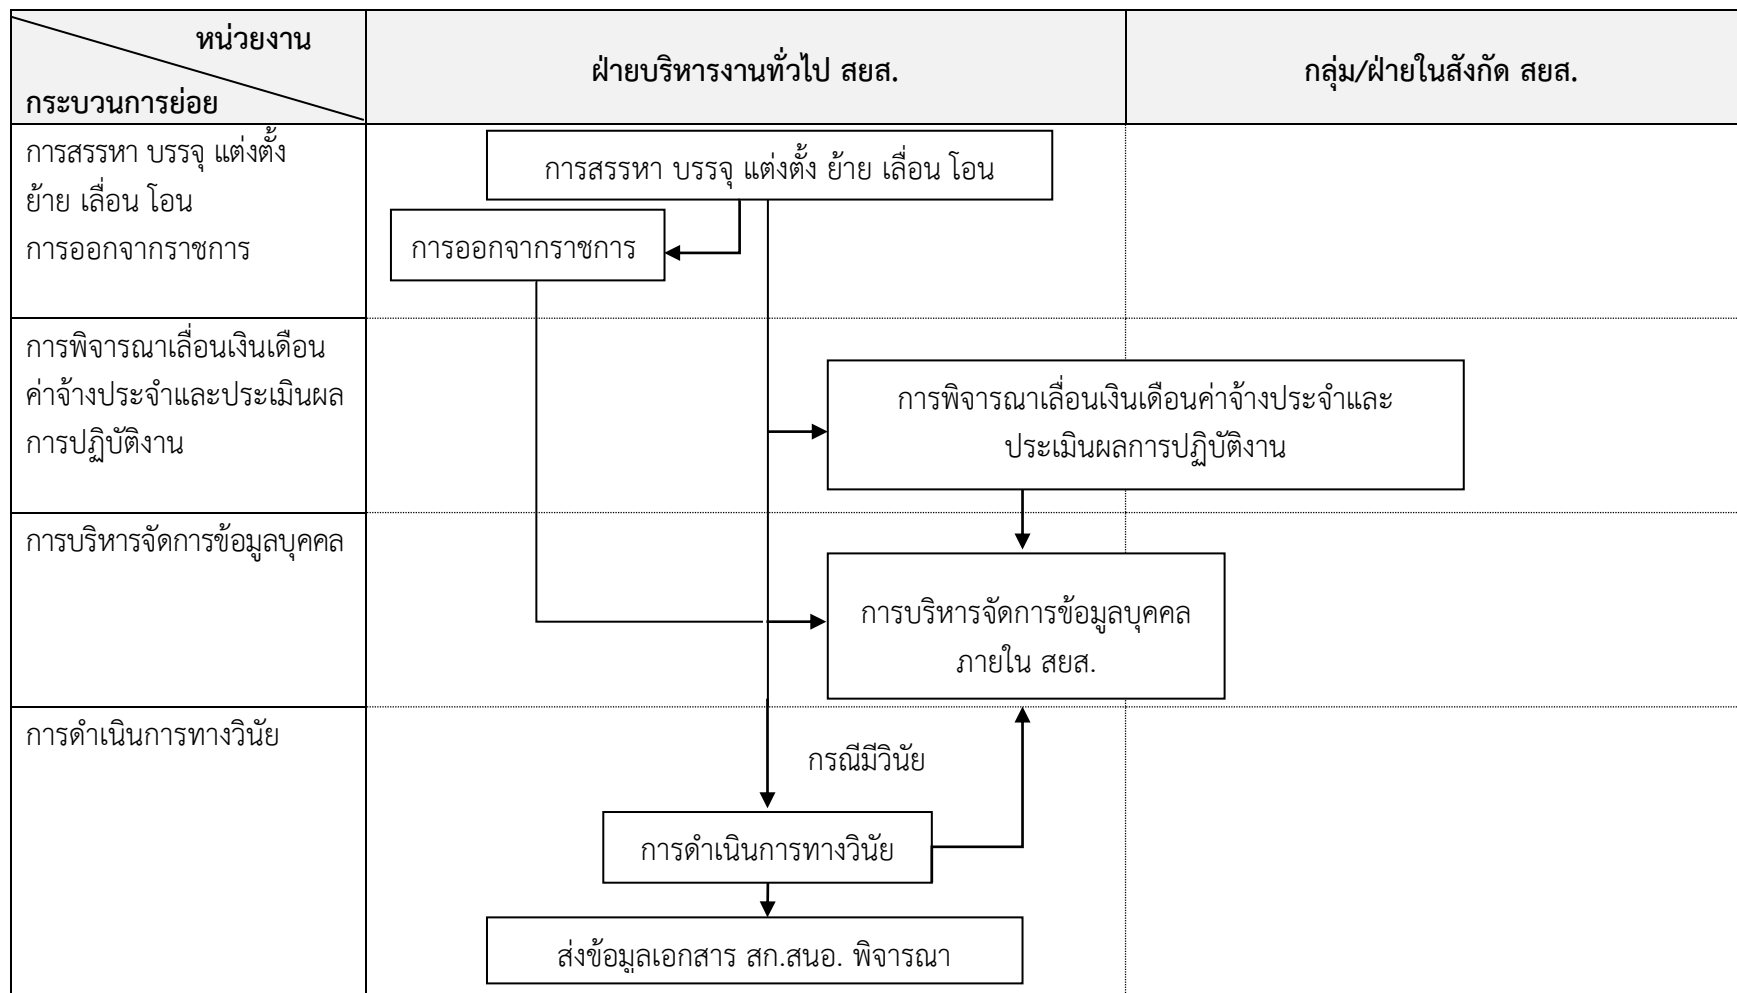 หน่วยงาน
กระบวนการย่อย
ฝ่ายบริหารงานทั่วไป สยส.
กลุ่ม/ฝ่ายในสังกัด สยส.
การสรรหา บรรจุ แต่งตั้ง
ย้าย เลื่อน โอน
การออกจากราชการ
การสรรหา บรรจุ แต่งตั้ง ย้าย เลื่อน โอน
การออกจากราชการ
การพิจารณาเลื่อนเงินเดือน
ค่าจ้างประจำและประเมินผล
การปฏิบัติงาน
การพิจารณาเลื่อนเงินเดือนค่าจ้างประจำและ
ประเมินผลการปฏิบัติงาน
การบริหารจัดการข้อมูลบุคคล
การบริหารจัดการข้อมูลบุคคล
ภายใน สยส.
การดำเนินการทางวินัย
กรณีมีวินัย
การดำเนินการทางวินัย
ส่งข้อมูลเอกสาร สก.สนอ. พิจารณา